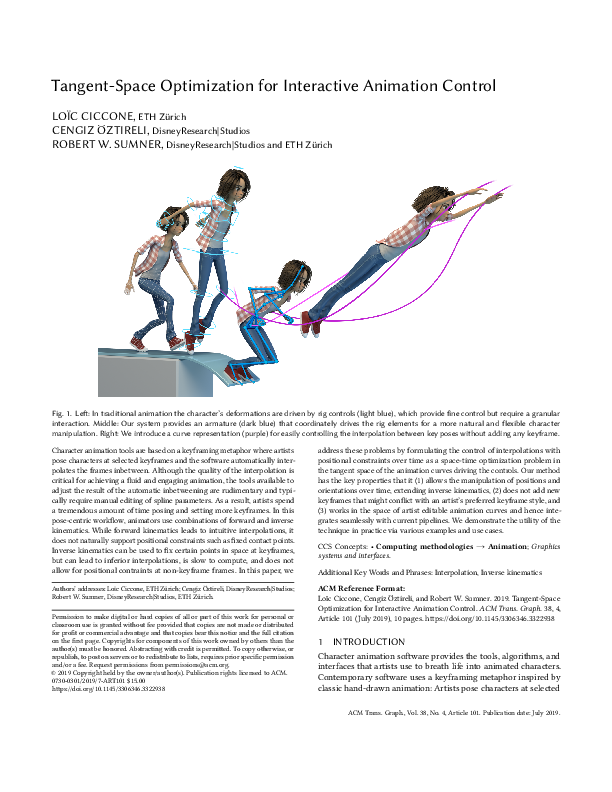 Tangent-Space Optimization for Interactive Animation Control
LOÏC CICCONE, ETH Zürich
CENGIZ ÖZTIRELI, DisneyResearch|Studios
ROBERT W. SUMNER, DisneyResearch|Studios and ETH Zürich
Fig. 1. Left: In traditional animation the character's deformations are driven by rig controls (light blue), which provide fine control but require a granular
interaction. Middle: Our system provides an armature (dark blue) that coordinately drives the rig elements for a more natural and flexible character
manipulation. Right: We introduce a curve representation (purple) for easily controlling the interpolation between key poses without adding any keyframe.
Character animation tools are based on a keyframing metaphor where artists
pose characters at selected keyframes and the software automatically inter-
polates the frames inbetween. Although the quality of the interpolation is
critical for achieving a fluid and engaging animation, the tools available to
adjust the result of the automatic inbetweening are rudimentary and typi-
cally require manual editing of spline parameters. As a result, artists spend
a tremendous amount of time posing and setting more keyframes. In this
pose-centric workflow, animators use combinations of forward and inverse
kinematics. While forward kinematics leads to intuitive interpolations, it
does not naturally support positional constraints such as fixed contact points.
Inverse kinematics can be used to fix certain points in space at keyframes,
but can lead to inferior interpolations, is slow to compute, and does not
allow for positional contraints at non-keyframe frames. In this paper, we
Authors' addresses: Loïc Ciccone, ETH Zürich; Cengiz Öztireli, DisneyResearch|Studios;
Robert W. Sumner, DisneyResearch|Studios, ETH Zürich.
Permission to make digital or hard copies of all or part of this work for personal or
classroom use is granted without fee provided that copies are not made or distributed
for profit or commercial advantage and that copies bear this notice and the full citation
on the first page. Copyrights for components of this work owned by others than the
author(s) must be honored. Abstracting with credit is permitted. To copy otherwise, or
republish, to post on servers or to redistribute to lists, requires prior specific permission
and/or a fee. Request permissions from permissions@acm.org.
© 2019 Copyright held by the owner/author(s). Publication rights licensed to ACM.
0730-0301/2019/7-ART101 $15.00
https://doi.org/10.1145/3306346.3322938
address these problems by formulating the control of interpolations with
positional constraints over time as a space-time optimization problem in
the tangent space of the animation curves driving the controls. Our method
has the key properties that it (1) allows the manipulation of positions and
orientations over time, extending inverse kinematics, (2) does not add new
keyframes that might conflict with an artist's preferred keyframe style, and
(3) works in the space of artist editable animation curves and hence inte-
grates seamlessly with current pipelines. We demonstrate the utility of the
technique in practice via various examples and use cases.
CCS Concepts: • Computing methodologies → Animation; Graphics
systems and interfaces.
Additional Key Words and Phrases: Interpolation, Inverse kinematics
ACM Reference Format:
Loïc Ciccone, Cengiz Öztireli, and Robert W. Sumner. 2019. Tangent-Space
Optimization for Interactive Animation Control. ACM Trans. Graph. 38, 4,
Article 101 (July 2019), 10 pages. https://doi.org/10.1145/3306346.3322938
1 INTRODUCTION
Character animation software provides the tools, algorithms, and
interfaces that artists use to breath life into animated characters.
Contemporary software uses a keyframing metaphor inspired by
classic hand-drawn animation: Artists pose characters at selected
ACM Trans. Graph., Vol. 38, No. 4, Article 101. Publication date: July 2019.